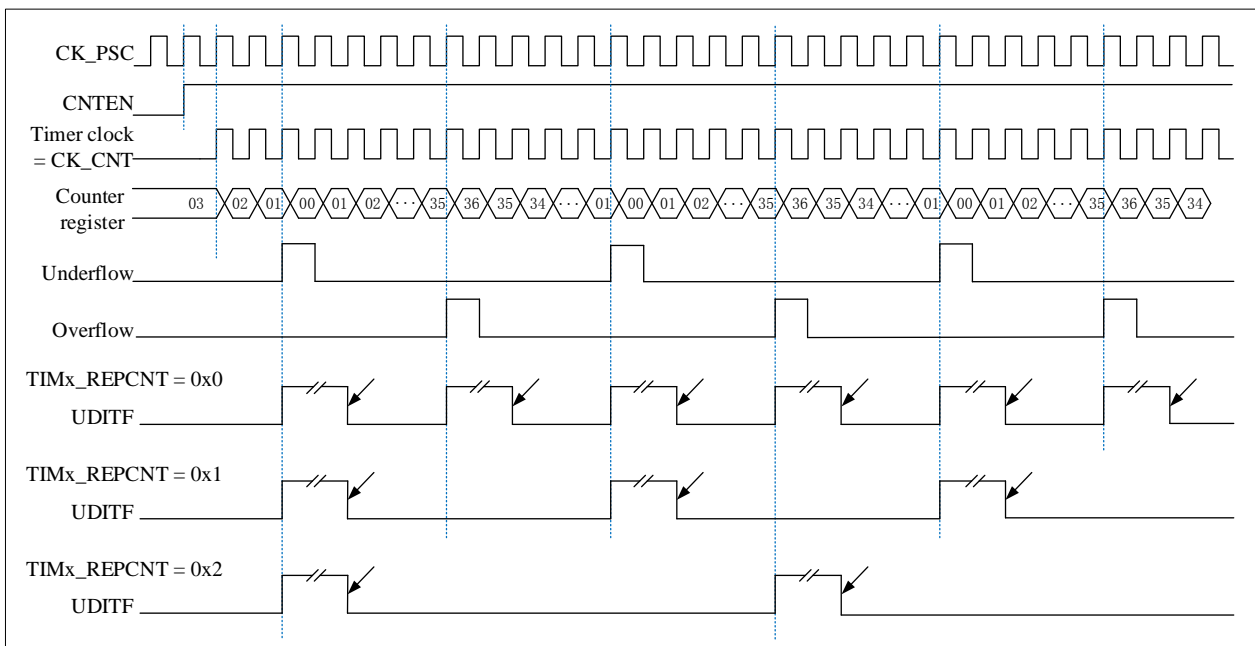 CK_PSC
CNTEN
Timer clock
= CK_CNT
Counter
register
03 02 01 00 01 02 ··· 35 36 35 34 ··· 01 00 01 02 ··· 35 36 35 34 ··· 01 00 01 02 ··· 35 36 35 34
Underflow
Overflow
TIMx_REPCNT = 0x0
UDITF
TIMx_REPCNT = 0x1
UDITF
TIMx_REPCNT = 0x2
UDITF